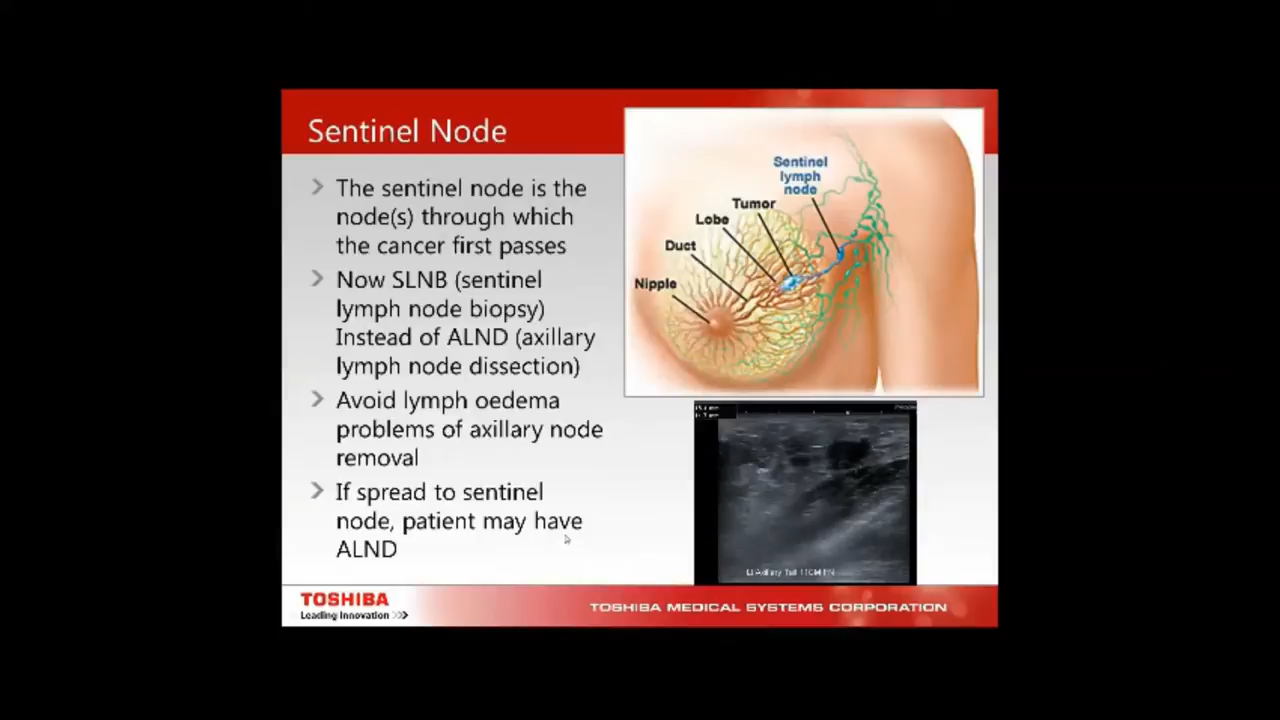 Sentinel Node
The sentinel node is the
node(s) through which
the cancer first passes
Now SLNB (sentinel
lymph node biopsy)
Instead of ALND (axillary
lymph node dissection)
Avoid lymph oedema
problems of axillary node
removal
If spread to sentinel
node, patient may have
ALND
Sentinel
lymph
node
Tumor
Lobe
Duct
Nipple
Axillary Tail
TOSHIBA
Leading Innovation >>>
TOSHIBA MEDICAL SYSTEMS CORPORATION